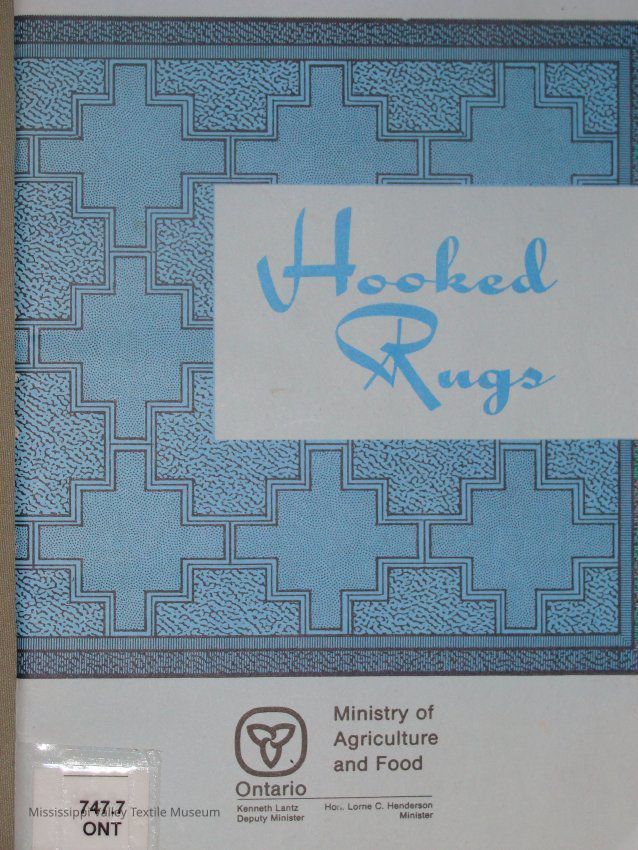 Hooked
Rugs
Ministry of
Agriculture
and Food
Ontario
Kenneth Lantz
Deputy Minister
Hon. Lorne C. Henderson
Minister
747.7
ONT
Mississippi Valley Textile Museum